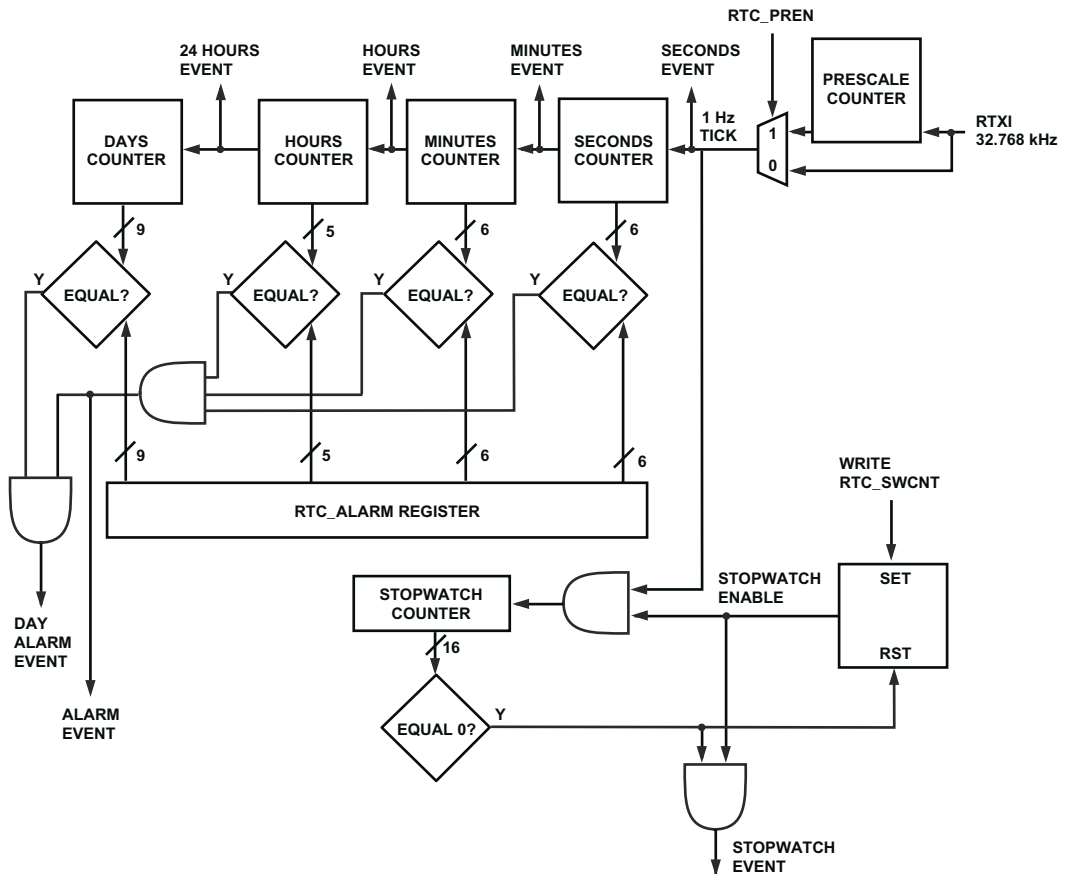 RTC_PREN
24 HOURS
EVENT
HOURS
EVENT
MINUTES
EVENT
SECONDS
EVENT
PRESCALE
COUNTER
1 Hz
TICK
1
0
RTXI
32.768 kHz
DAYS
COUNTER
HOURS
COUNTER
MINUTES
COUNTER
SECONDS
COUNTER
9
5
6
6
Y
EQUAL?
Y
EQUAL?
Y
EQUAL?
Y
EQUAL?
9
5
6
6
RTC_ALARM REGISTER
WRITE
RTC_SWCNT
STOPWATCH
ENABLE
SET
RST
STOPWATCH
COUNTER
16
DAY
ALARM
EVENT
ALARM
EVENT
EQUAL 0?
Y
STOPWATCH
EVENT